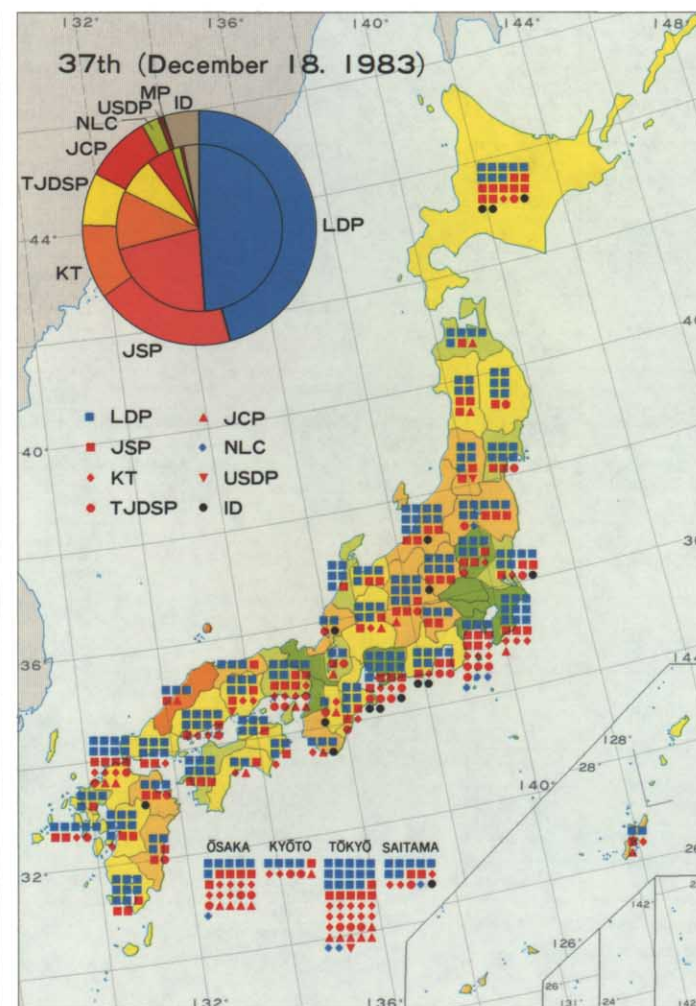 132°
136°
140°
144°
148°
37th (December 18. 1983)
MP
USDP
ID
NLC
JCP
TJDSP
LDP
44°
KT
JSP
LDP
JCP
JSP
NLC
KT
USDP
TJDSP
ID
40°
36°
128°
28°
140°
32°
ŌSAKA KYŌTO TŌKYŌ SAITAMA
142°
126°
26°
131°
24°
132°
136°